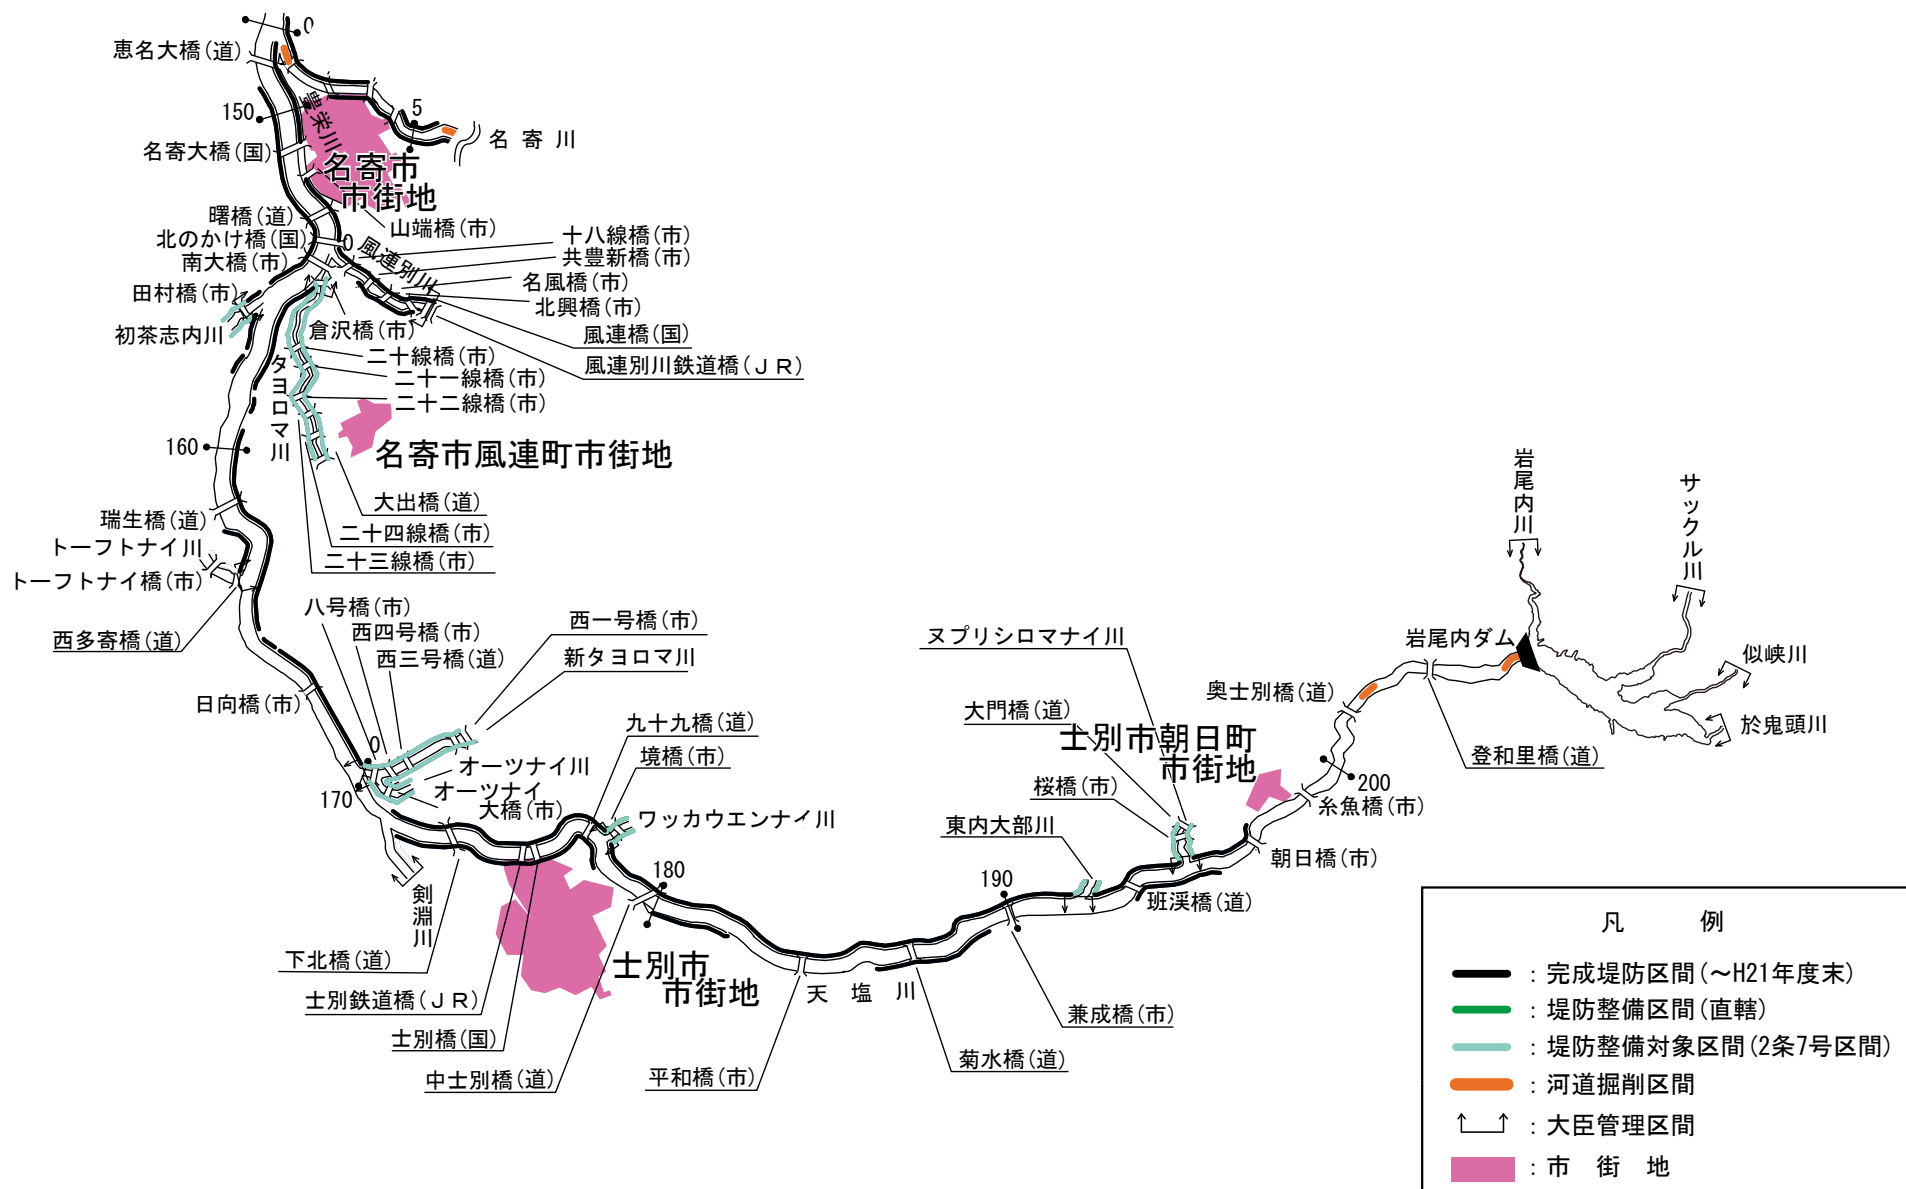 0
恵名大橋(道)
150
豊栄川
5
名寄川
名寄大橋(国)
名寄市
市街地
曙橋(道)
山端橋(市)
北のかけ橋(国)
0
風連別川
十八線橋(市)
南大橋(市)
共豊新橋(市)
名風橋(市)
田村橋(市)
北興橋(市)
初茶志内川
倉沢橋(市)
風連橋(国)
二十線橋(市)
風連別川鉄道橋(JR)
二十一線橋(市)
二十二線橋(市)
タヨロマ川
160
名寄市風連町市街地
大出橋(道)
瑞生橋(道)
二十四線橋(市)
トーフトナイ川
二十三線橋(市)
トーフトナイ橋(市)
西多寄橋(道)
八号橋(市)
西四号橋(市)
西三号橋(道)
西一号橋(市)
新タヨロマ川
日向橋(市)
0
170
オーツナイ川
オーツナイ
大橋(市)
九十九橋(道)
境橋(市)
ワッカウエンナイ川
剣淵川
180
下北橋(道)
士別鉄道橋(JR)
士別橋(国)
士別市
市街地
中士別橋(道)
平和橋(市)
天塩川
菊水橋(道)
兼成橋(市)
190
東内大部川
班渓橋(道)
桜橋(市)
大門橋(道)
ヌプリシロマナイ川
士別市朝日町
市街地
朝日橋(市)
糸魚橋(市)
200
奥士別橋(道)
登和里橋(道)
岩尾内ダム
岩尾内川
サックル川
似峡川
於鬼頭川
凡例
:完成堤防区間(～H21年度末)
:堤防整備区間(直轄)
:堤防整備対象区間(2条7号区間)
:河道掘削区間
:大臣管理区間
:市街地